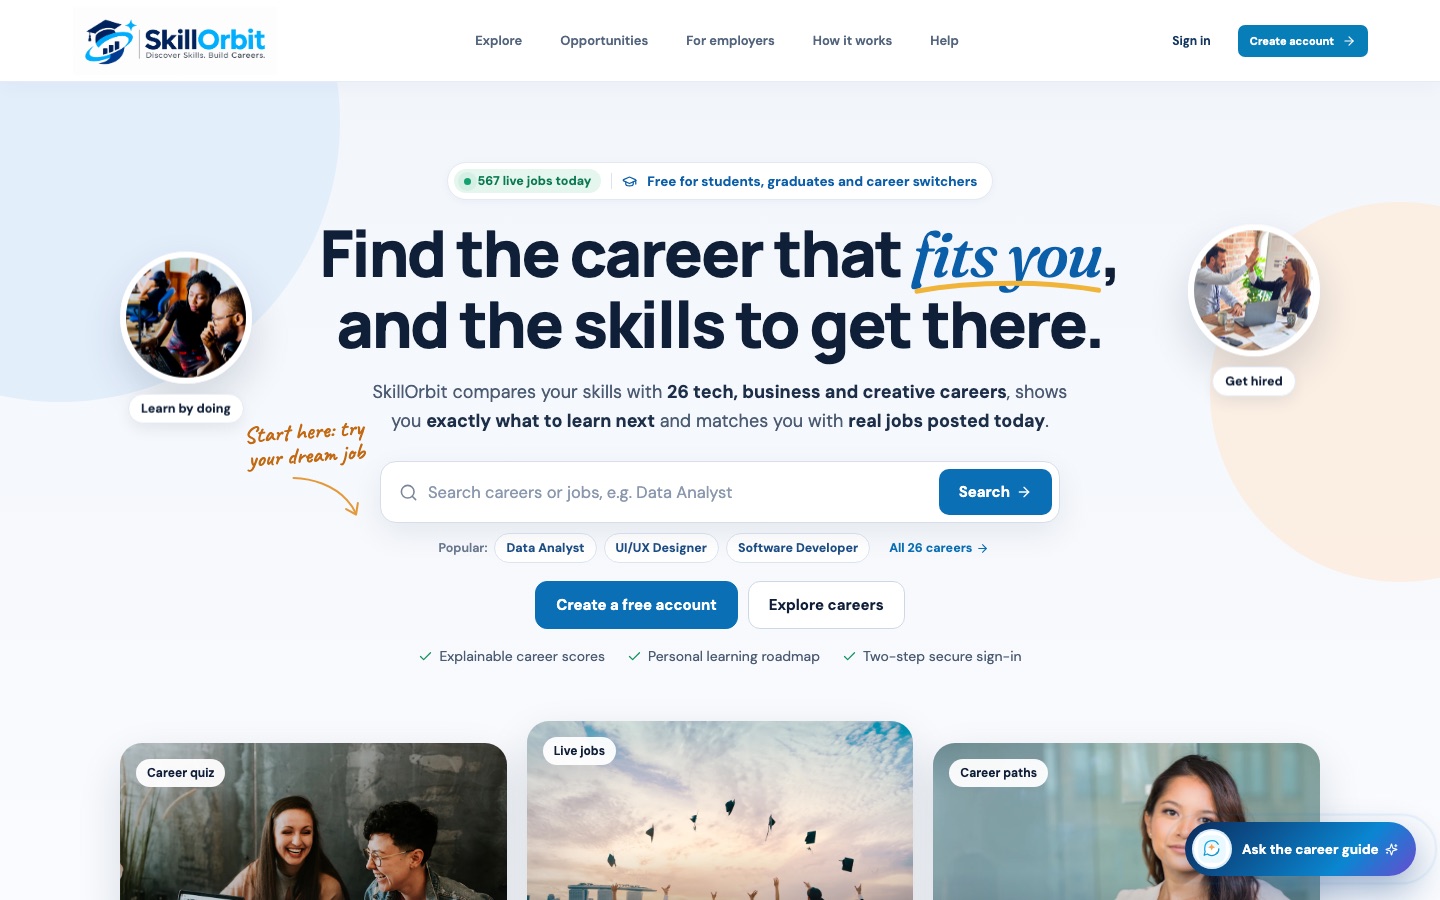 SkillOrbit
Discover Skills. Build Careers.
Explore
Opportunities
For employers
How it works
Help
Sign in
Create account
567 live jobs today
Free for students, graduates and career switchers
Find the career that fits you,
and the skills to get there.
Learn by doing
Get hired
SkillOrbit compares your skills with 26 tech, business and creative careers, shows
you exactly what to learn next and matches you with real jobs posted today.
Start here: try
your dream job
Search careers or jobs, e.g. Data Analyst
Search
Popular:
Data Analyst
UI/UX Designer
Software Developer
All 26 careers
Create a free account
Explore careers
Explainable career scores
Personal learning roadmap
Two-step secure sign-in
Career quiz
Live jobs
Career paths
Ask the career guide